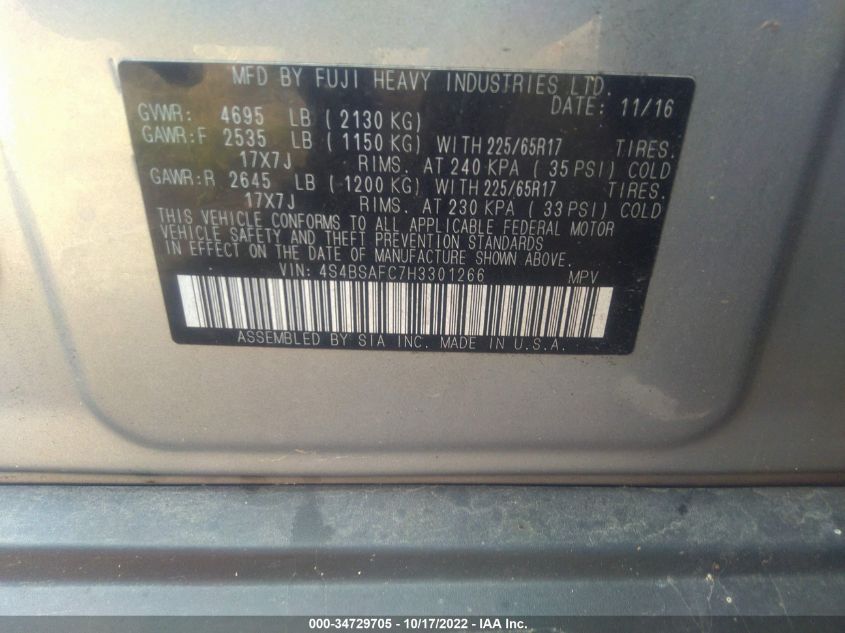 MFD BY FUJI HEAVY INDUSTRIES LTD.
DATE: 11/16
GVWR: 4695 LB ( 2130 KG)
GAWR:F 2535 LB ( 1150 KG) WITH 225/65R17 TIRES.
17X7J RIMS. AT 240 KPA ( 35 PSI) COLD
GAWR:R 2645 LB ( 1200 KG) WITH 225/65R17 TIRES.
17X7J RIMS. AT 230 KPA ( 33 PSI) COLD
THIS VEHICLE CONFORMS TO ALL APPLICABLE FEDERAL MOTOR
VEHICLE SAFETY AND THEFT PREVENTION STANDARDS
IN EFFECT ON THE DATE OF MANUFACTURE SHOWN ABOVE.
VIN: 4S4BSAFC7H3301266 MPV
ASSEMBLED BY SIA INC. MADE IN U.S.A.
000-34729705 - 10/17/2022 - IAA Inc.